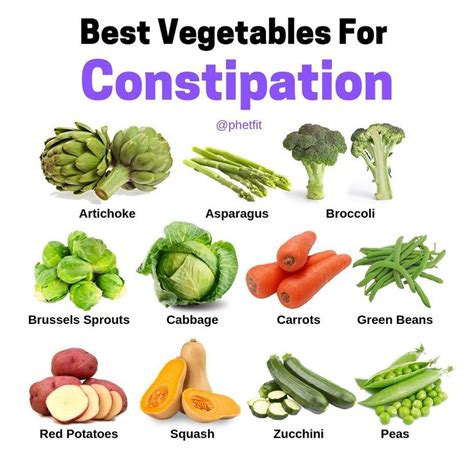 Best Vegetables For
Constipation
@phetfit
Artichoke
Asparagus
Broccoli
Brussels Sprouts
Cabbage
Carrots
Green Beans
Red Potatoes
Squash
Zucchini
Peas